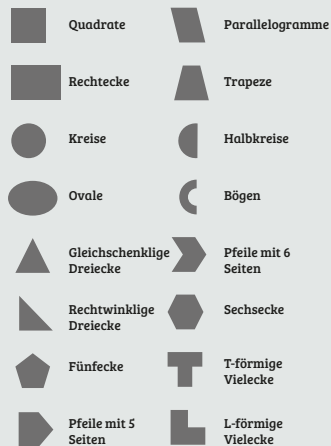 Quadrate
Parallelogramme
Rechtecke
Trapeze
Kreise
Halbkreise
Ovale
Bögen
Gleichschenklige
Dreiecke
Pfeile mit 6
Seiten
Rechtwinklige
Dreiecke
Sechsecke
Fünfecke
T-förmige
Vielecke
Pfeile mit 5
Seiten
L-förmige
Vielecke